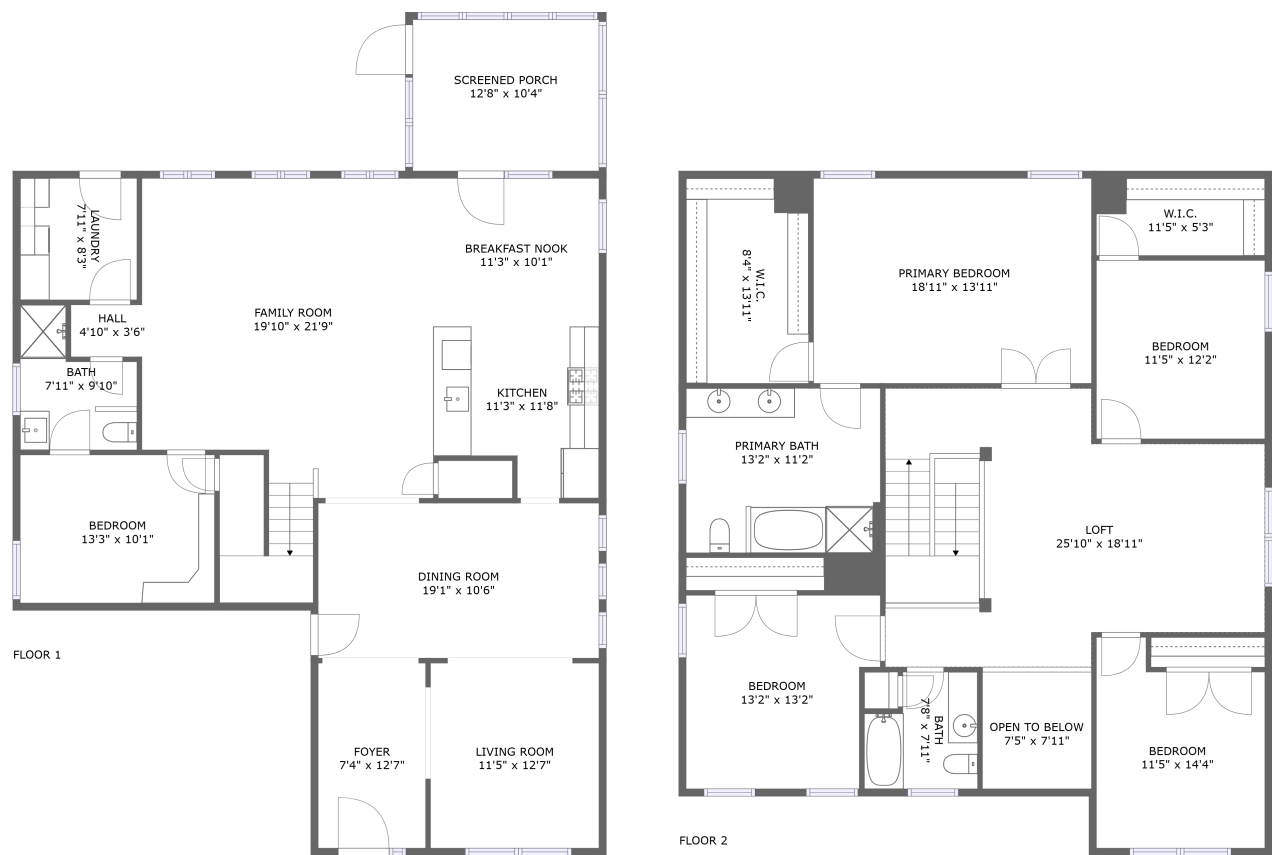 SCREENED PORCH
12'8" x 10'4"
LAUNDRY
7'11" x 8'3"
BREAKFAST NOOK
11'3" x 10'1"
FAMILY ROOM
19'10" x 21'9"
HALL
4'10" x 3'6"
BATH
7'11" x 9'10"
KITCHEN
11'3" x 11'8"
BEDROOM
13'3" x 10'1"
DINING ROOM
19'1" x 10'6"
FOYER
7'4" x 12'7"
LIVING ROOM
11'5" x 12'7"
FLOOR 1
W.I.C.
8'4" x 13'11"
PRIMARY BEDROOM
18'11" x 13'11"
W.I.C.
11'5" x 5'3"
BEDROOM
11'5" x 12'2"
PRIMARY BATH
13'2" x 11'2"
LOFT
25'10" x 18'11"
BEDROOM
13'2" x 13'2"
BATH
7'8" x 7'11"
OPEN TO BELOW
7'5" x 7'11"
BEDROOM
11'5" x 14'4"
FLOOR 2